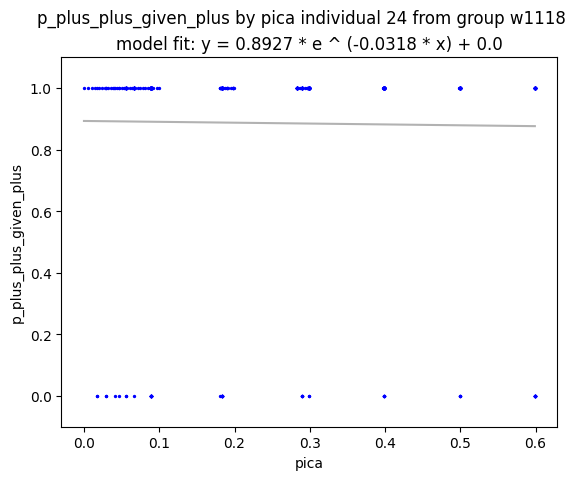 p_plus_plus_given_plus by pica individual 24 from group w1118
model fit: y = 0.8927 * e ^ (-0.0318 * x) + 0.0
1.0
0.8
0.6
0.4
0.2
0.0
p_plus_plus_given_plus
0.0 0.1 0.2 0.3 0.4 0.5 0.6
pica